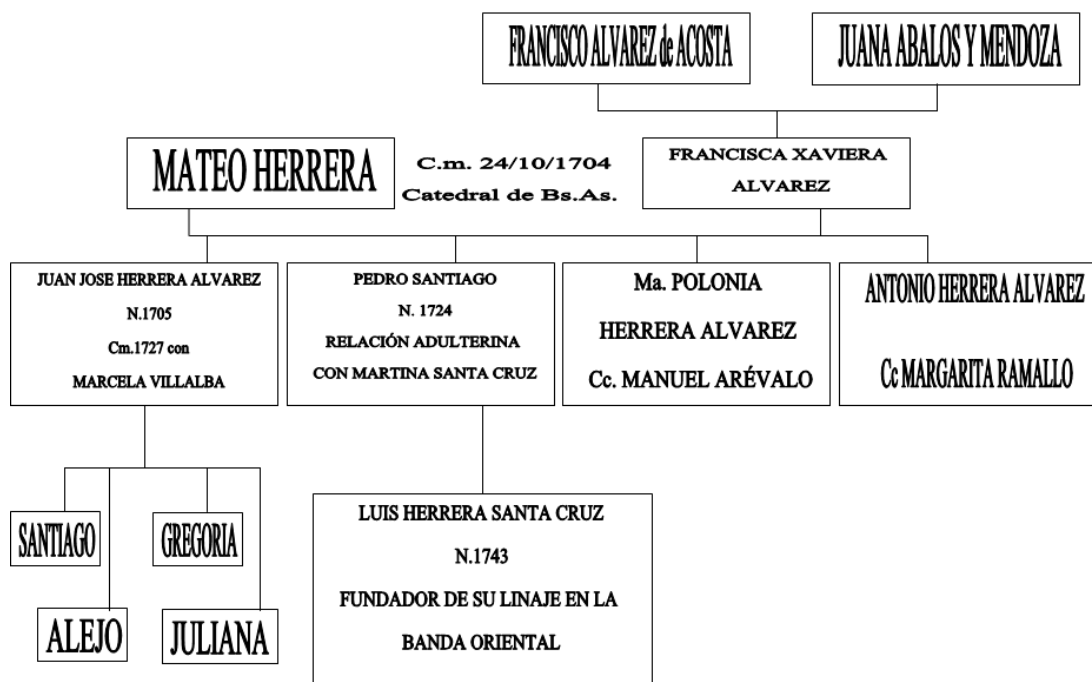 FRANCISCO ALVAREZ de ACOSTA
JUANA ABALOS Y MENDOZA
MATEO HERRERA
C.m. 24/10/1704
Catedral de Bs.As.
FRANCISCA XAVIERA
ALVAREZ
JUAN JOSE HERRERA ALVAREZ
N.1705
Cm.1727 con
MARCELA VILLALBA
PEDRO SANTIAGO
N. 1724
RELACIÓN ADULTERINA
CON MARTINA SANTA CRUZ
Ma. POLONIA
HERRERA ALVAREZ
Cc. MANUEL ARÉVALO
ANTONIO HERRERA ALVAREZ
Cc MARGARITA RAMALLO
SANTIAGO
GREGORIA
ALEJO
JULIANA
LUIS HERRERA SANTA CRUZ
N.1743
FUNDADOR DE SU LINAJE EN LA
BANDA ORIENTAL